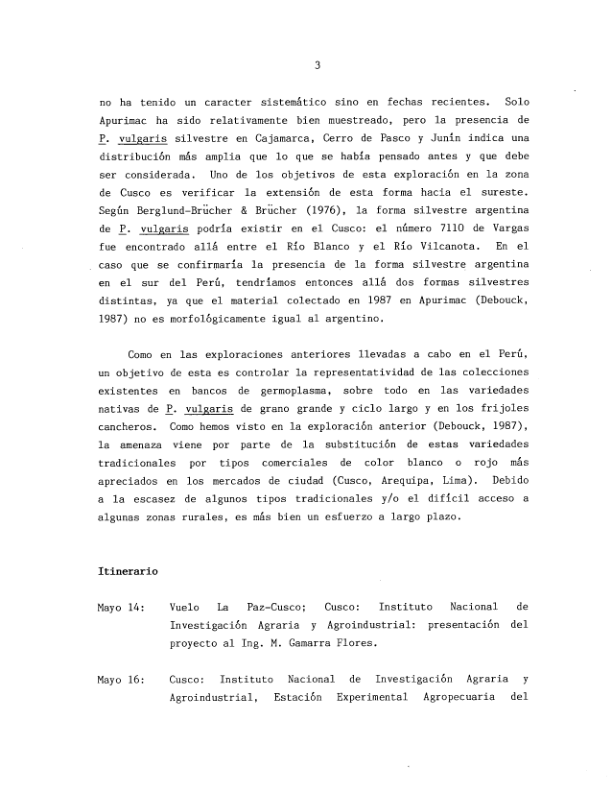 3
no ha tenido un caracter sistemático sino en fechas recientes. Solo
Apurimac ha sido relativamente bien muestreado, pero la presencia de
P. vulgaris silvestre en Cajamarca, Cerro de Pasco y Junín indica una
distribución más amplia que lo que se había pensado antes y que debe
ser considerada. Uno de los objetivos de esta exploración en la zona
de Cusco es verificar la extensión de esta forma hacia el sureste.
Según Berglund-Brücher & Brücher (1976), la forma silvestre argentina
de P. vulgaris podría existir en el Cusco: el número 7110 de Vargas
fue encontrado allá entre el Río Blanco y el Río Vilcanota. En el
caso que se confirmaría la presencia de la forma silvestre argentina
en el sur del Perú, tendríamos entonces allá dos formas silvestres
distintas, ya que el material colectado en 1987 en Apurimac (Debouck,
1987) no es morfológicamente igual al argentino.
Como en las exploraciones anteriores llevadas a cabo en el Perú,
un objetivo de esta es controlar la representatividad de las colecciones
existentes en bancos de germoplasma, sobre todo en las variedades
nativas de P. vulgaris de grano grande y ciclo largo y en los frijoles
cancheros. Como hemos visto en la exploración anterior (Debouck, 1987),
la amenaza viene por parte de la substitución de estas variedades
tradicionales por tipos comerciales de color blanco o rojo más
apreciados en los mercados de ciudad (Cusco, Arequipa, Lima). Debido
a la escasez de algunos tipos tradicionales y/o el difícil acceso a
algunas zonas rurales, es más bien un esfuerzo a largo plazo.
Itinerario
Mayo 14: Vuelo La Paz-Cusco; Cusco: Instituto Nacional de
Investigación Agraria y Agroindustrial: presentación del
proyecto al Ing. M. Gamarra Flores.
Mayo 16: Cusco: Instituto Nacional de Investigación Agraria y
Agroindustrial, Estación Experimental Agropecuaria del